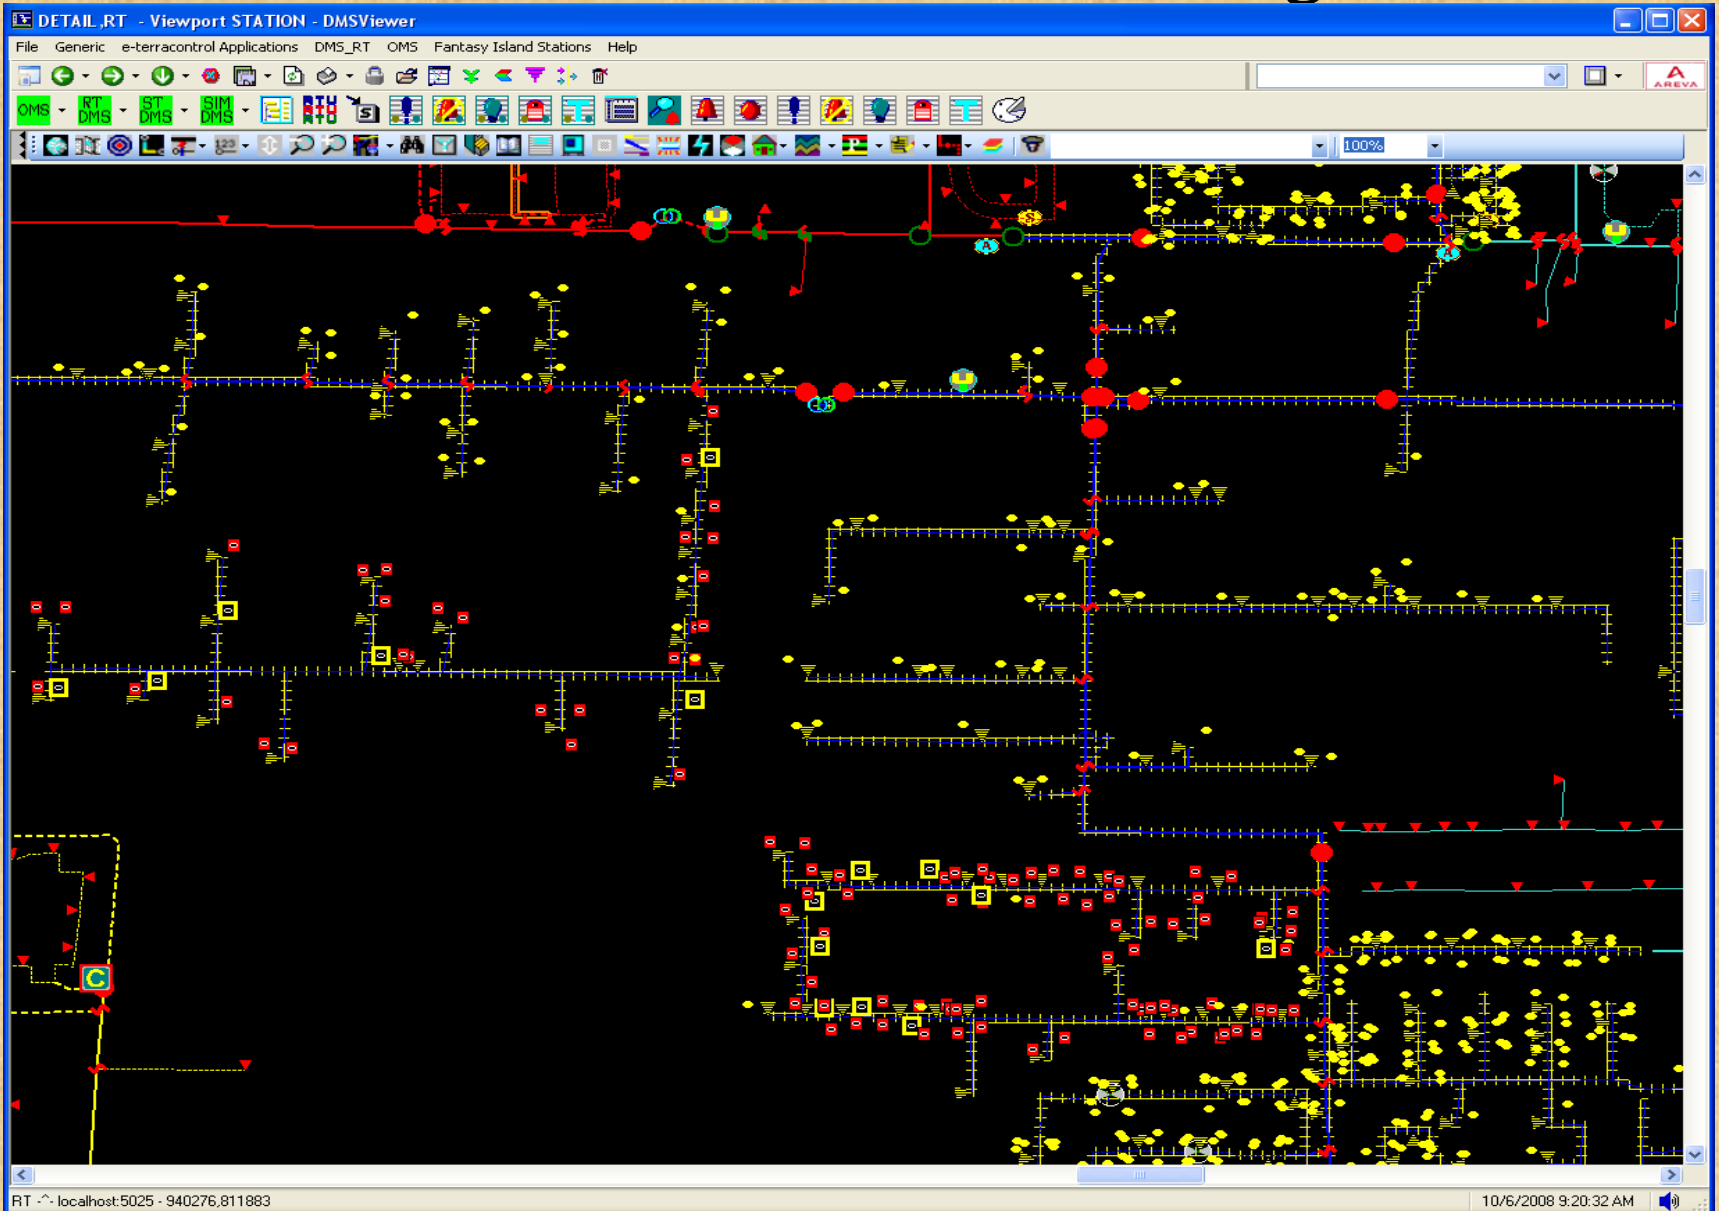 DETAIL ,RT - Viewport STATION - DMSViewer
File Generic e-terracontrol Applications DMS_RT OMS Fantasy Island Stations Help
A AREVA
OMS RT DMS ST DMS SIM DMS
123 100%
S
A
A
C
RT -^- localhost:5025 - 940276,811883 10/6/2008 9:20:32 AM